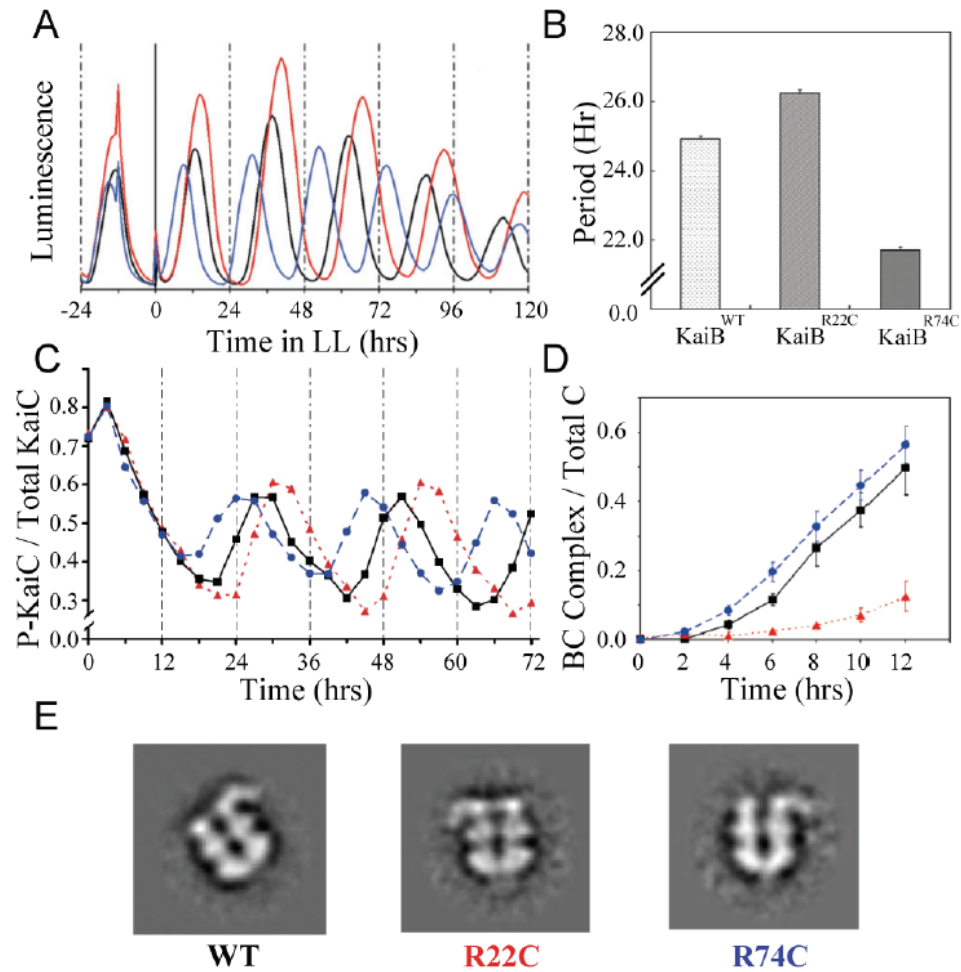 A
Luminescence
-24 0 24 48 72 96 120
Time in LL (hrs)
B
Period (Hr)
28.0
26.0
24.0
22.0
0.0
KaiB WT KaiB R22C KaiB R74C
C
P-KaiC / Total KaiC
0.8
0.7
0.6
0.5
0.4
0.3
0.0
0 12 24 36 48 60 72
Time (hrs)
D
BC Complex / Total C
0.6
0.4
0.2
0.0
0 2 4 6 8 10 12
Time (hrs)
E
WT R22C R74C